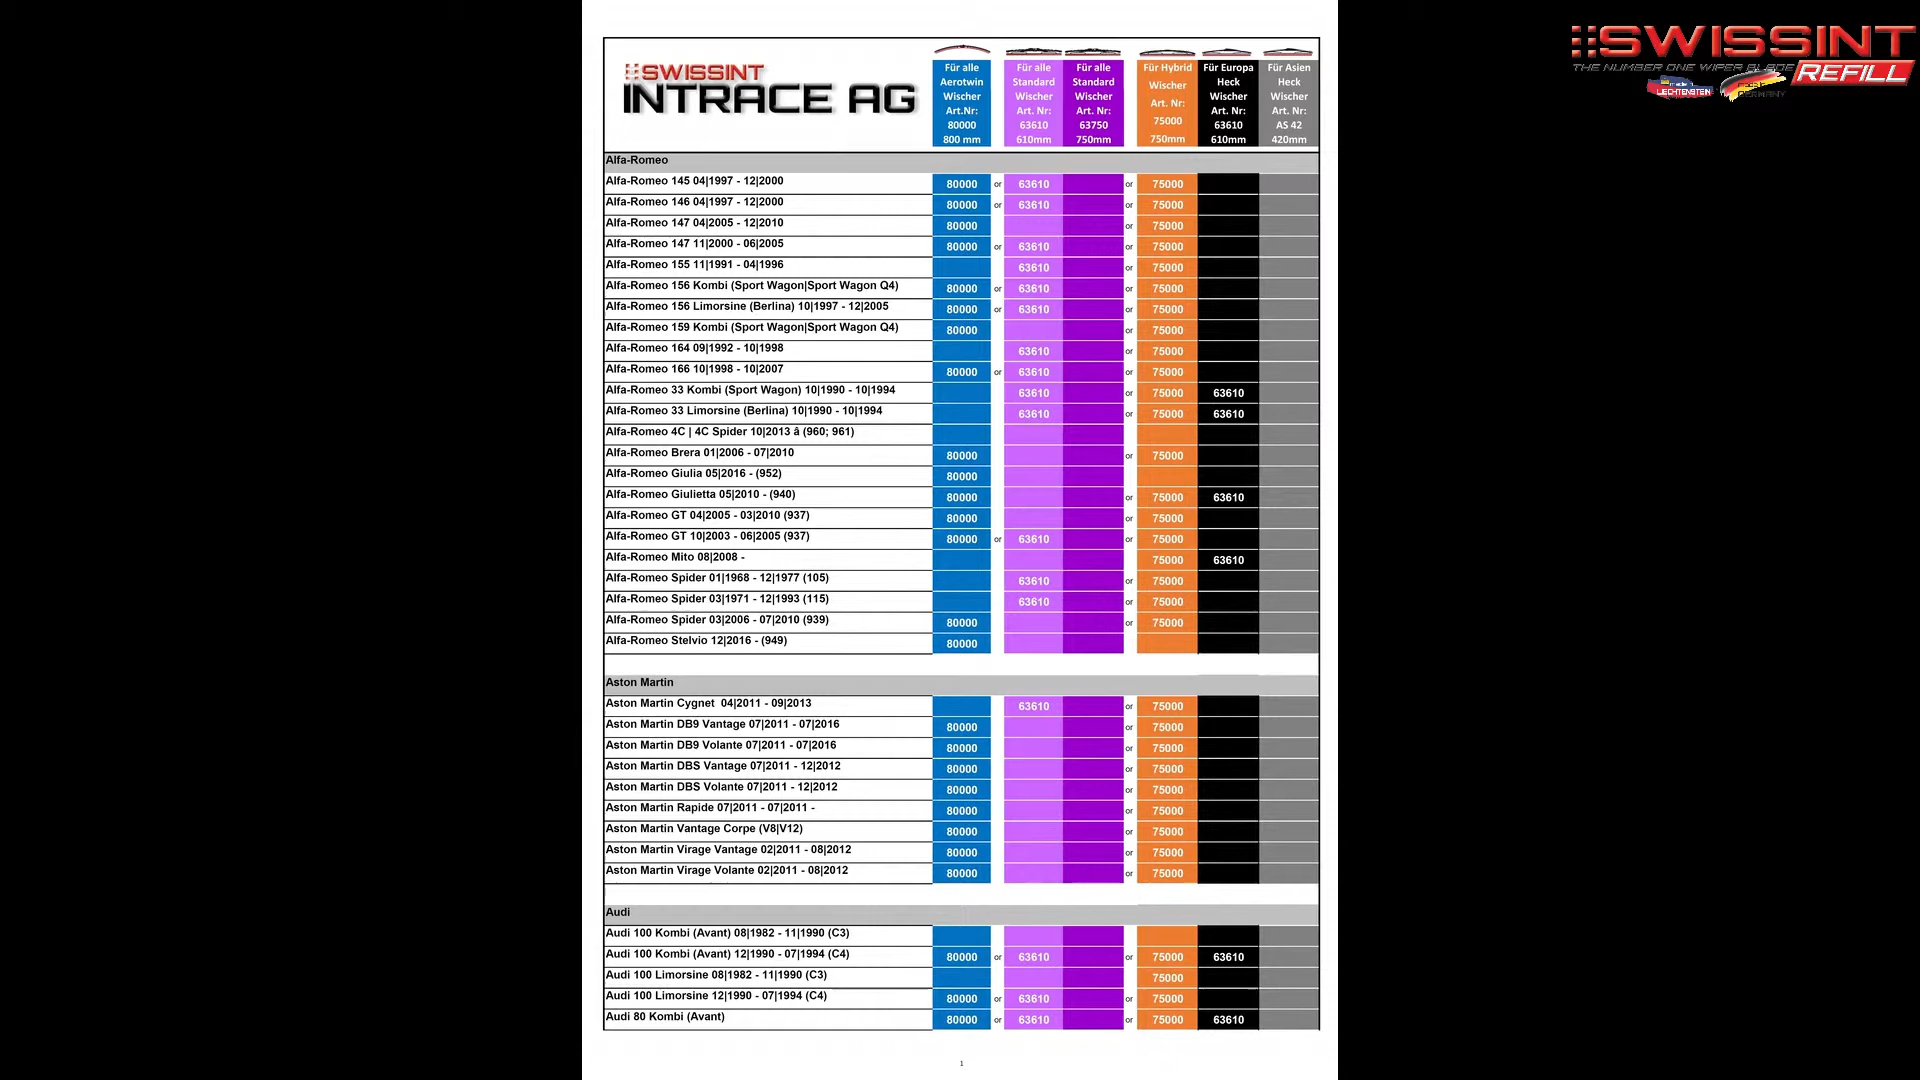 SWISSINT
THE NUMBER ONE WIPER BLADE REFILL
LIECHTENSTEIN
GERMANY
SWISSINT
INTRACE AG
Für alle Aerotwin Wischer Art.Nr: 80000 800 mm
Für alle Standard Wischer Art. Nr: 63610 610mm
Für alle Standard Wischer Art. Nr: 63750 750mm
Für Hybrid Wischer Art. Nr: 75000 750mm
Für Europa Heck Wischer Art. Nr: 63610 610mm
Für Asien Heck Wischer Art. Nr: AS 42 420mm
Alfa-Romeo
Alfa-Romeo 145 04|1997 - 12|2000 80000 or 63610 or 75000
Alfa-Romeo 146 04|1997 - 12|2000 80000 or 63610 or 75000
Alfa-Romeo 147 04|2005 - 12|2010 80000 or 75000
Alfa-Romeo 147 11|2000 - 06|2005 80000 or 63610 or 75000
Alfa-Romeo 155 11|1991 - 04|1996 63610 or 75000
Alfa-Romeo 156 Kombi (Sport Wagon|Sport Wagon Q4) 80000 or 63610 or 75000
Alfa-Romeo 156 Limorsine (Berlina) 10|1997 - 12|2005 80000 or 63610 or 75000
Alfa-Romeo 159 Kombi (Sport Wagon|Sport Wagon Q4) 80000 or 75000
Alfa-Romeo 164 09|1992 - 10|1998 63610 or 75000
Alfa-Romeo 166 10|1998 - 10|2007 80000 or 63610 or 75000
Alfa-Romeo 33 Kombi (Sport Wagon) 10|1990 - 10|1994 63610 or 75000 63610
Alfa-Romeo 33 Limorsine (Berlina) 10|1990 - 10|1994 63610 or 75000 63610
Alfa-Romeo 4C | 4C Spider 10|2013 â (960; 961)
Alfa-Romeo Brera 01|2006 - 07|2010 80000 or 75000
Alfa-Romeo Giulia 05|2016 - (952) 80000
Alfa-Romeo Giulietta 05|2010 - (940) 80000 or 75000 63610
Alfa-Romeo GT 04|2005 - 03|2010 (937) 80000 or 75000
Alfa-Romeo GT 10|2003 - 06|2005 (937) 80000 or 63610 or 75000
Alfa-Romeo Mito 08|2008 - 75000 63610
Alfa-Romeo Spider 01|1968 - 12|1977 (105) 63610 or 75000
Alfa-Romeo Spider 03|1971 - 12|1993 (115) 63610 or 75000
Alfa-Romeo Spider 03|2006 - 07|2010 (939) 80000 or 75000
Alfa-Romeo Stelvio 12|2016 - (949) 80000
Aston Martin
Aston Martin Cygnet 04|2011 - 09|2013 63610 or 75000
Aston Martin DB9 Vantage 07|2011 - 07|2016 80000 or 75000
Aston Martin DB9 Volante 07|2011 - 07|2016 80000 or 75000
Aston Martin DBS Vantage 07|2011 - 12|2012 80000 or 75000
Aston Martin DBS Volante 07|2011 - 12|2012 80000 or 75000
Aston Martin Rapide 07|2011 - 07|2011 - 80000 or 75000
Aston Martin Vantage Corpe (V8|V12) 80000 or 75000
Aston Martin Virage Vantage 02|2011 - 08|2012 80000 or 75000
Aston Martin Virage Volante 02|2011 - 08|2012 80000 or 75000
Audi
Audi 100 Kombi (Avant) 08|1982 - 11|1990 (C3)
Audi 100 Kombi (Avant) 12|1990 - 07|1994 (C4) 80000 or 63610 or 75000 63610
Audi 100 Limorsine 08|1982 - 11|1990 (C3) 75000
Audi 100 Limorsine 12|1990 - 07|1994 (C4) 80000 or 63610 or 75000
Audi 80 Kombi (Avant) 80000 or 63610 or 75000 63610
1